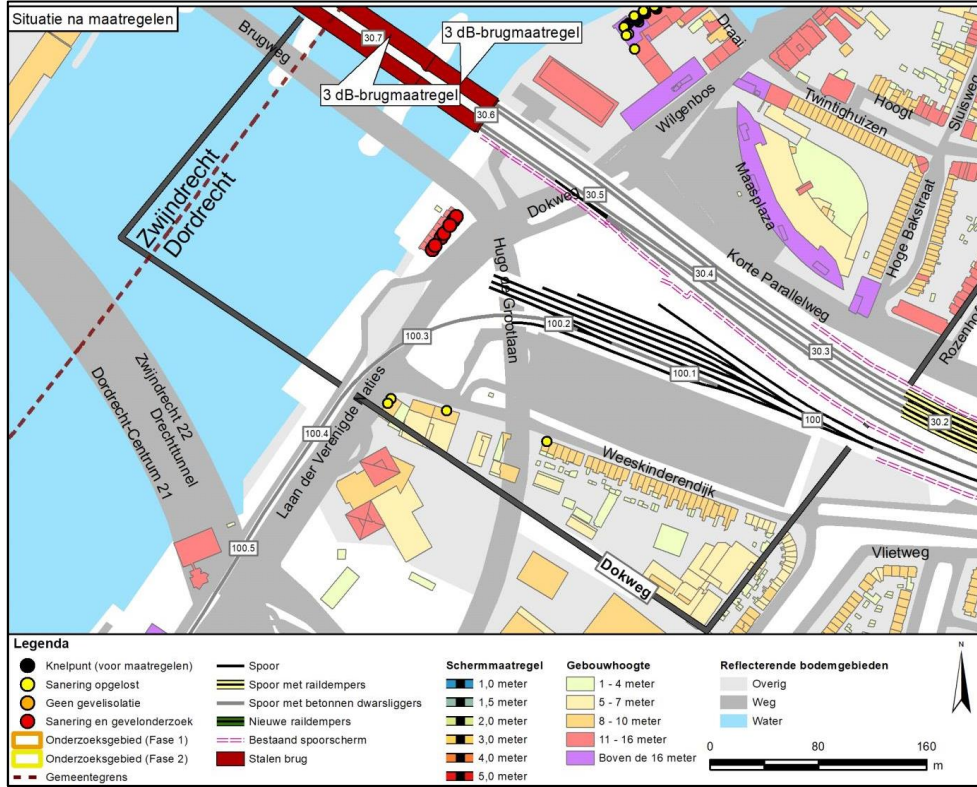 Situatie na maatregelen
Brugweg
30.7
3 dB-brugmaatregel
3 dB-brugmaatregel
30.6
Draai
Wilgenbos
Twintighuizen
Hoogt
Sluisweg
Maasplaza
Hoge Bakstraat
Zwijndrecht
Dordrecht
Dokweg
30.5
30.4
Korte Parallelweg
30.3
Rozenhof
30.2
Hugo de Grootlaan
100.3
100.2
100.1
100
100.4
Laan der Verenigde Naties
Zwijndrecht 22
Drechttunnel
Dordrecht-Centrum 21
100.5
Weeskinderendijk
Dokweg
Vlietweg
Legenda
Knelpunt (voor maatregelen)
Sanering opgelost
Geen gevelisolatie
Sanering en gevelonderzoek
Onderzoeksgebied (Fase 1)
Onderzoeksgebied (Fase 2)
Gemeentegrens
Spoor
Spoor met raildempers
Spoor met betonnen dwarsliggers
Nieuwe raildempers
Bestaand spoorscherm
Stalen brug
Schermmaatregel
1,0 meter
1,5 meter
2,0 meter
3,0 meter
4,0 meter
5,0 meter
Gebouwhoogte
1 - 4 meter
5 - 7 meter
8 - 10 meter
11 - 16 meter
Boven de 16 meter
Reflecterende bodemgebieden
Overig
Weg
Water
N
0 80 160
m